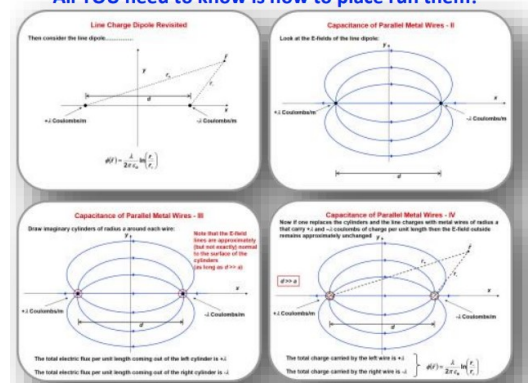 All YOU need to know is how to place run them!
Line Charge Dipole Revisited
Then consider the line dipole..............
y
r
d
x
+λ Coulombs/m
-λ Coulombs/m
Capacitance of Parallel Metal Wires - II
Look at the E-fields of the line dipole:
y
x
+λ Coulombs/m
-λ Coulombs/m
d
Capacitance of Parallel Metal Wires - III
Draw imaginary cylinders of radius a around each wire:
Note that the E-field
lines are approximately
(but not exactly) normal
to the surface of the
cylinders
(as long as d >> a)
y
x
d
+λ Coulombs/m
-λ Coulombs/m
The total electric flux per unit length coming out of the left cylinder is +λ
The total electric flux per unit length coming out of the right cylinder is -λ
Capacitance of Parallel Metal Wires - IV
Now if one replaces the cylinders and the line charges with metal wires of radius a
that carry +λ and -λ coulombs of charge per unit length then the E-field outside
remains approximately unchanged
y
d >> a
x
d
+λ Coulombs/m
-λ Coulombs/m
The total charge carried by the left wire is +λ
The total charge carried by the right wire is -λ